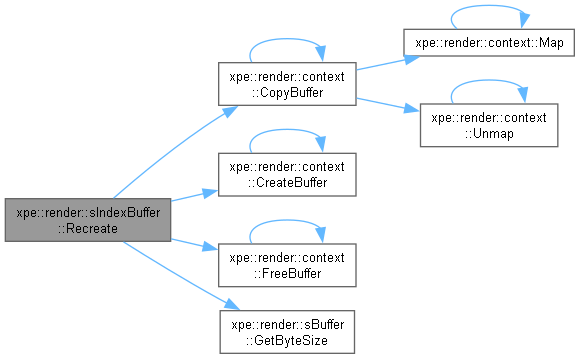 xpe::render::sIndexBuffer
::Recreate
xpe::render::context
::CopyBuffer
xpe::render::context::Map
xpe::render::context
::Unmap
xpe::render::context
::CreateBuffer
xpe::render::context
::FreeBuffer
xpe::render::sBuffer
::GetByteSize